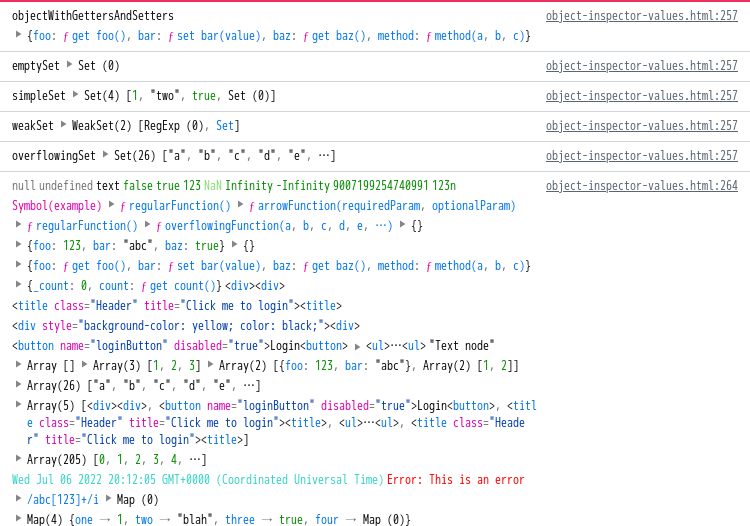 objectWithGettersAndSetters object-inspector-values.html:257
{foo: ƒ get foo(), bar: ƒ set bar(value), baz: ƒ get baz(), method: ƒ method(a, b, c)}
emptySet Set (0) object-inspector-values.html:257
simpleSet Set(4) [1, "two", true, Set (0)] object-inspector-values.html:257
weakSet WeakSet(2) [RegExp (0), Set] object-inspector-values.html:257
overflowingSet Set(26) ["a", "b", "c", "d", "e", …] object-inspector-values.html:257
null undefined text false true 123 NaN Infinity -Infinity 9007199254740991 123n object-inspector-values.html:264
Symbol(example) ƒ regularFunction() ƒ arrowFunction(requiredParam, optionalParam)
ƒ regularFunction() ƒ overflowingFunction(a, b, c, d, e, …) {}
{foo: 123, bar: "abc", baz: true} {}
{foo: ƒ get foo(), bar: ƒ set bar(value), baz: ƒ get baz(), method: ƒ method(a, b, c)}
{_count: 0, count: ƒ get count()} <div><div>
<title class="Header" title="Click me to login"><title>
<div style="background-color: yellow; color: black;"><div>
<button name="loginButton" disabled="true">Login<button> <ul>…<ul> "Text node"
Array [] Array(3) [1, 2, 3] Array(2) [{foo: 123, bar: "abc"}, Array(2) [1, 2]]
Array(26) ["a", "b", "c", "d", "e", …]
Array(5) [<div><div>, <button name="loginButton" disabled="true">Login<button>, <titl
e class="Header" title="Click me to login"><title>, <ul>…<ul>, <title class="Heade
r" title="Click me to login"><title>]
Array(205) [0, 1, 2, 3, 4, …]
Wed Jul 06 2022 20:12:05 GMT+0000 (Coordinated Universal Time) Error: This is an error
/abc[123]+/i Map (0)
Map(4) {one → 1, two → "blah", three → true, four → Map (0)}